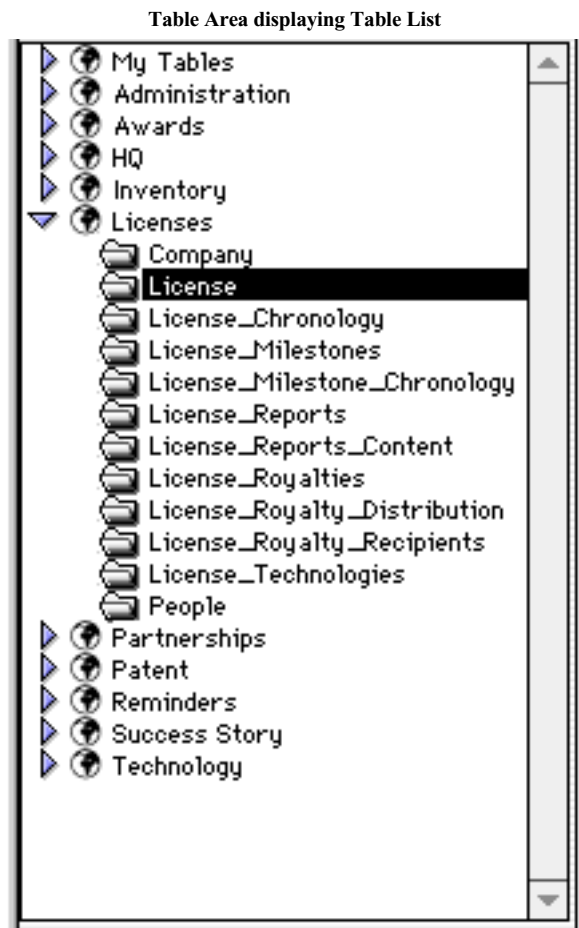 Table Area displaying Table List
My Tables
Administration
Awards
HQ
Inventory
Licenses
Company
License
License_Chronology
License_Milestones
License_Milestone_Chronology
License_Reports
License_Reports_Content
License_Royalties
License_Royalty_Distribution
License_Royalty_Recipients
License_Technologies
People
Partnerships
Patent
Reminders
Success Story
Technology